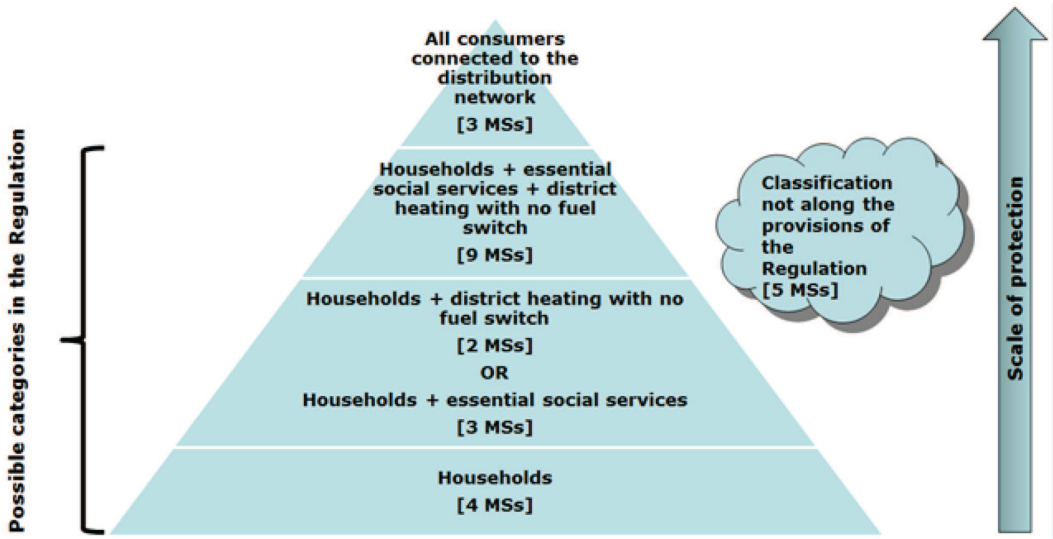 All consumers
connected to the
distribution
network
[3 MSs]
Households + essential
social services + district
heating with no fuel
switch
[9 MSs]
Households + district heating with no
fuel switch
[2 MSs]
OR
Households + essential social services
[3 MSs]
Households
[4 MSs]
Possible categories in the Regulation
Classification
not along the
provisions of
the
Regulation
[5 MSs]
Scale of protection